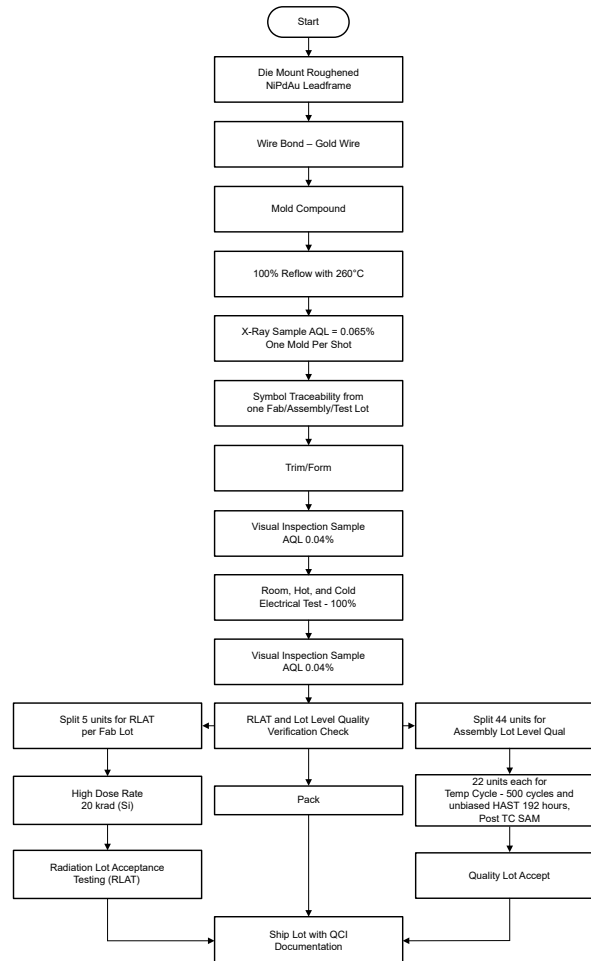 Start
Die Mount Roughened
NiPdAu Leadframe
Wire Bond – Gold Wire
Mold Compound
100% Reflow with 260°C
X-Ray Sample AQL = 0.065%
One Mold Per Shot
Symbol Traceability from
one Fab/Assembly/Test Lot
Trim/Form
Visual Inspection Sample
AQL 0.04%
Room, Hot, and Cold
Electrical Test - 100%
Visual Inspection Sample
AQL 0.04%
Split 5 units for RLAT
per Fab Lot
RLAT and Lot Level Quality
Verification Check
Split 44 units for
Assembly Lot Level Qual
High Dose Rate
20 krad (Si)
Pack
22 units each for
Temp Cycle - 500 cycles and
unbiased HAST 192 hours,
Post TC SAM
Radiation Lot Acceptance
Testing (RLAT)
Quality Lot Accept
Ship Lot with QCI
Documentation